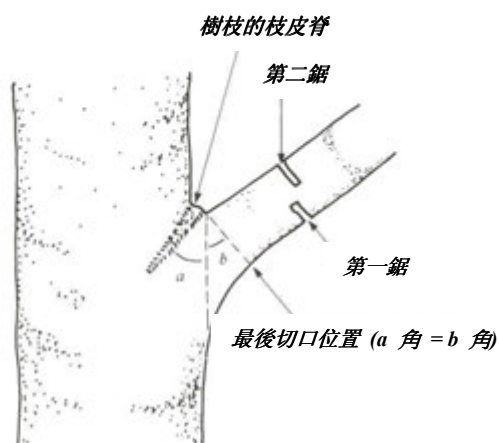 樹枝的枝皮脊
第二鋸
a
b
第一鋸
最後切口位置 (a 角 = b 角)